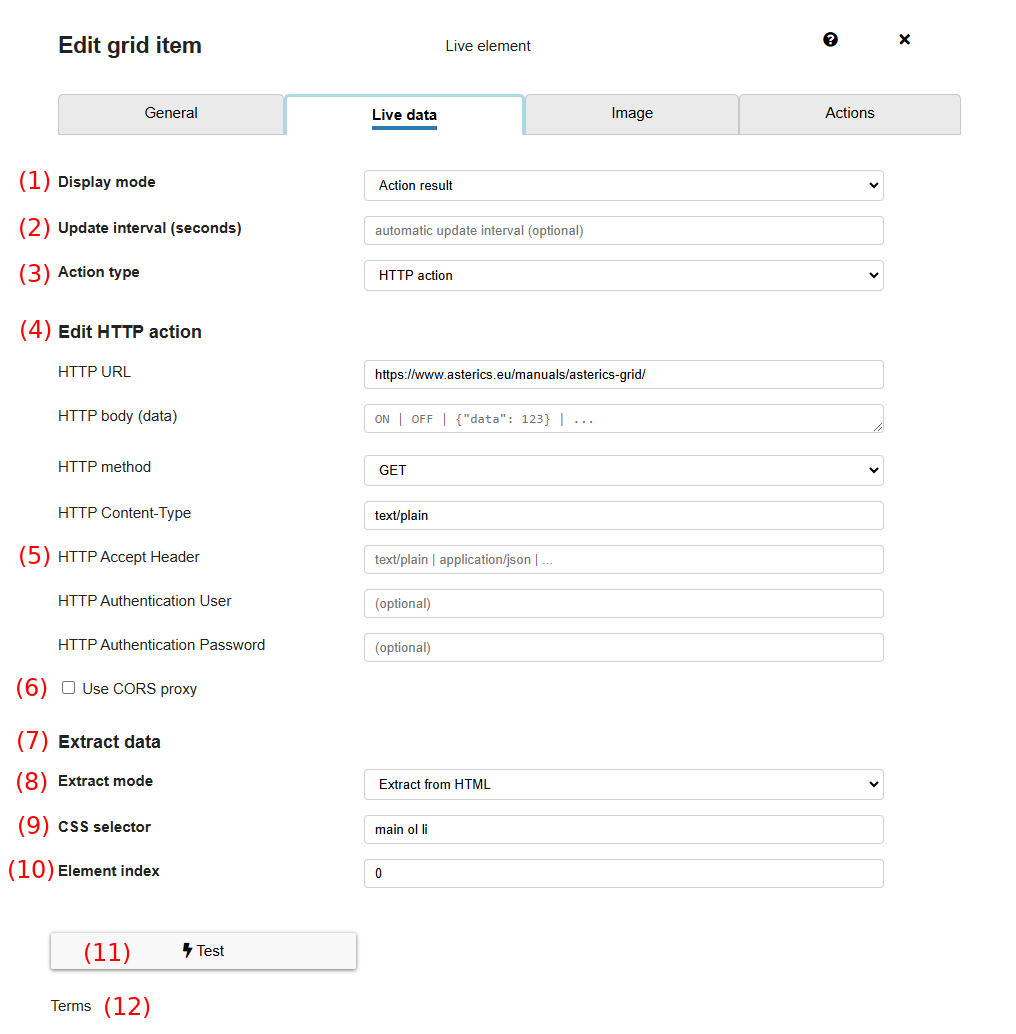 Edit grid item Live element
General Live data Image Actions
(1) Display mode Action result
(2) Update interval (seconds) automatic update interval (optional)
(3) Action type HTTP action
(4) Edit HTTP action
HTTP URL https://www.asterics.eu/manuals/asterics-grid/
HTTP body (data) ON | OFF | {"data": 123} | ...
HTTP method GET
HTTP Content-Type text/plain
(5) HTTP Accept Header text/plain | application/json | ...
HTTP Authentication User (optional)
HTTP Authentication Password (optional)
(6) Use CORS proxy
(7) Extract data
(8) Extract mode Extract from HTML
(9) CSS selector main ol li
(10) Element index 0
(11) Test
Terms (12)